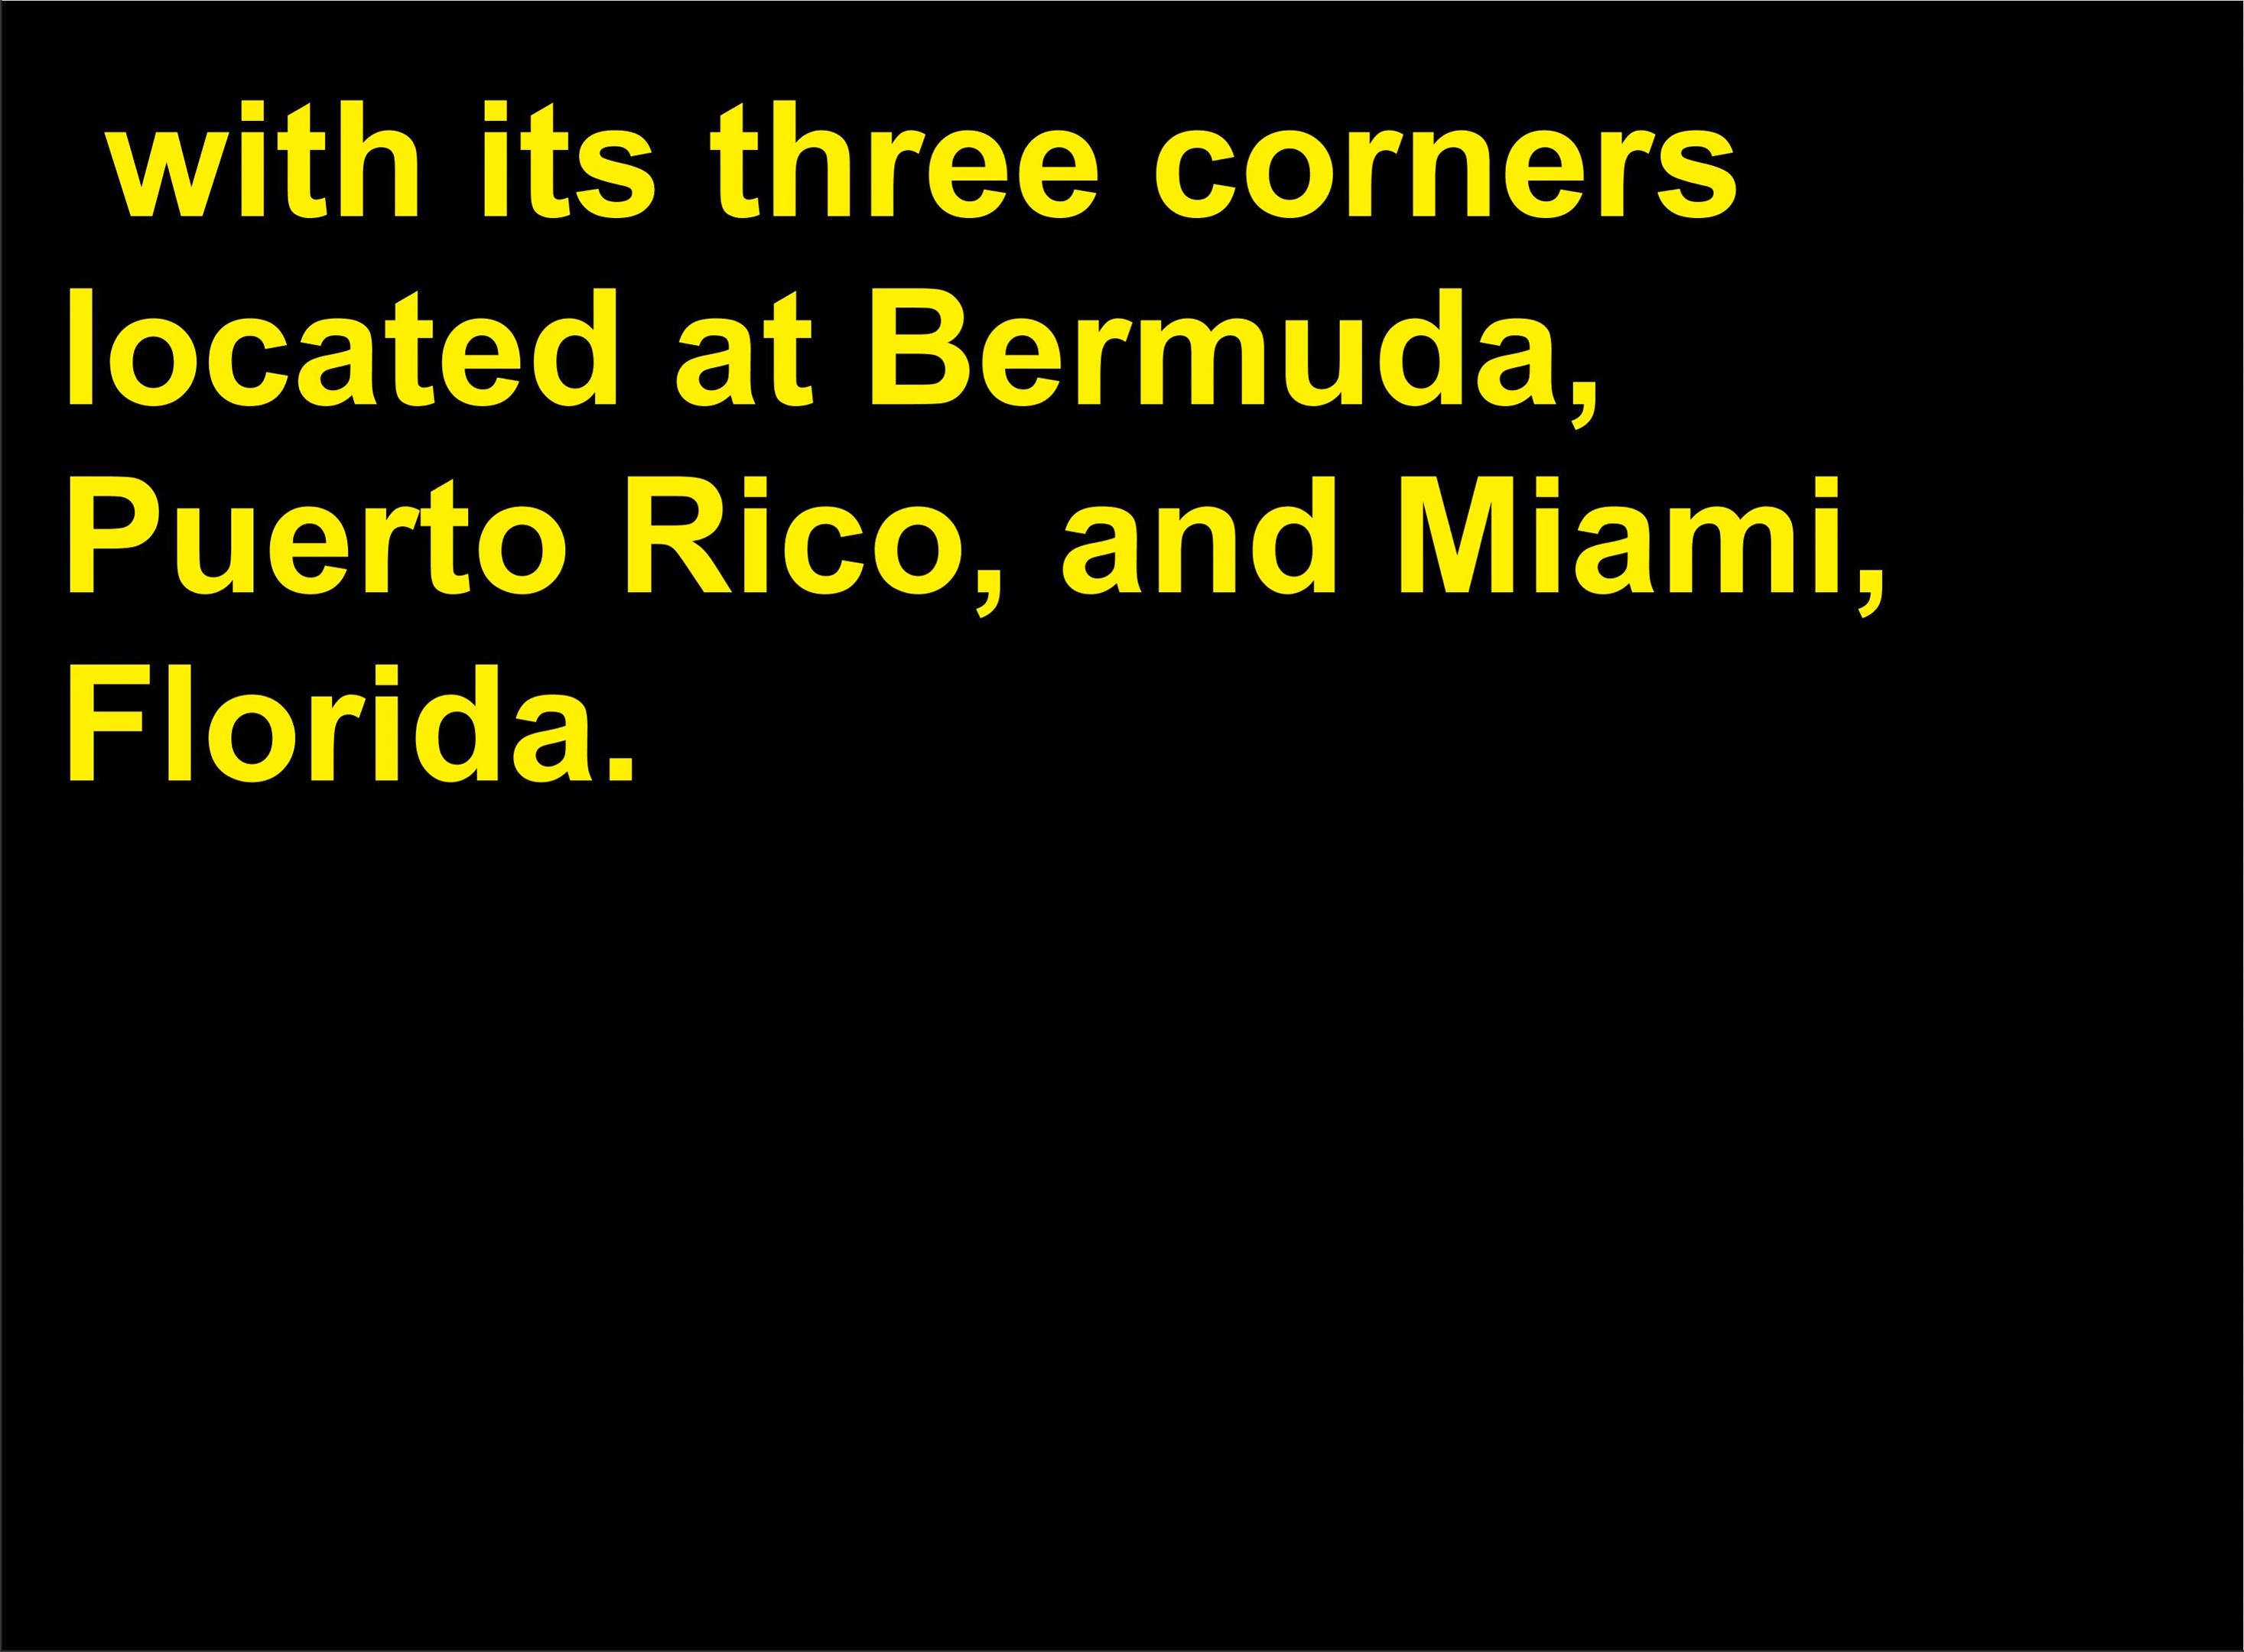 with its three corners
located at Bermuda,
Puerto Rico, and Miami,
Florida.